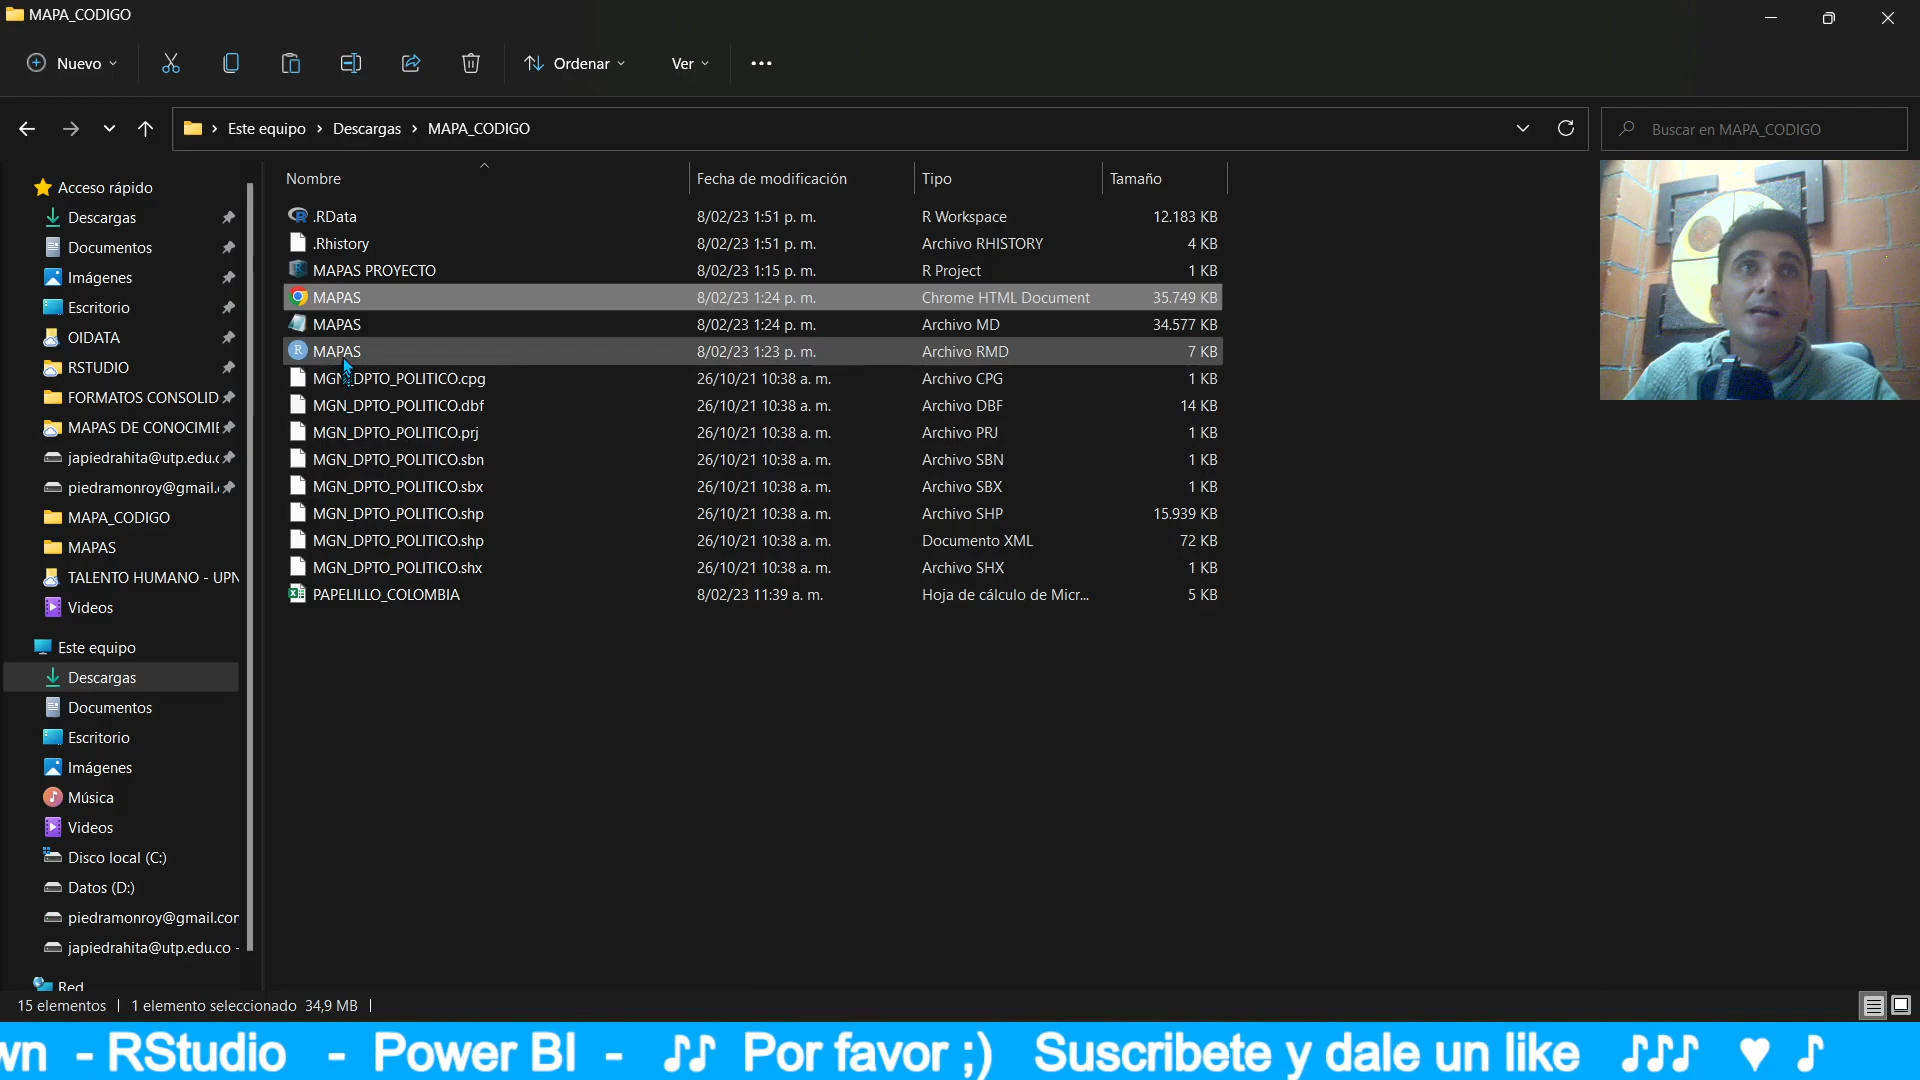 MAPA_CODIGO
Nuevo
Ordenar
Ver
Este equipo > Descargas > MAPA_CODIGO
Buscar en MAPA_CODIGO
Acceso rápido
Descargas
Documentos
Imágenes
Escritorio
OIDATA
RSTUDIO
FORMATOS CONSOLID
MAPAS DE CONOCIMIE
japiedrahita@utp.edu.c
piedramonroy@gmail.
MAPA_CODIGO
MAPAS
TALENTO HUMANO - UPN
Videos
Este equipo
Descargas
Documentos
Escritorio
Imágenes
Música
Videos
Disco local (C:)
Datos (D:)
piedramonroy@gmail.cor
japiedrahita@utp.edu.co -
Red
Nombre Fecha de modificación Tipo Tamaño
.RData 8/02/23 1:51 p. m. R Workspace 12.183 KB
.Rhistory 8/02/23 1:51 p. m. Archivo RHISTORY 4 KB
MAPAS PROYECTO 8/02/23 1:15 p. m. R Project 1 KB
MAPAS 8/02/23 1:24 p. m. Chrome HTML Document 35.749 KB
MAPAS 8/02/23 1:24 p. m. Archivo MD 34.577 KB
MAPAS 8/02/23 1:23 p. m. Archivo RMD 7 KB
MGN_DPTO_POLITICO.cpg 26/10/21 10:38 a. m. Archivo CPG 1 KB
MGN_DPTO_POLITICO.dbf 26/10/21 10:38 a. m. Archivo DBF 14 KB
MGN_DPTO_POLITICO.prj 26/10/21 10:38 a. m. Archivo PRJ 1 KB
MGN_DPTO_POLITICO.sbn 26/10/21 10:38 a. m. Archivo SBN 1 KB
MGN_DPTO_POLITICO.sbx 26/10/21 10:38 a. m. Archivo SBX 1 KB
MGN_DPTO_POLITICO.shp 26/10/21 10:38 a. m. Archivo SHP 15.939 KB
MGN_DPTO_POLITICO.shp 26/10/21 10:38 a. m. Documento XML 72 KB
MGN_DPTO_POLITICO.shx 26/10/21 10:38 a. m. Archivo SHX 1 KB
PAPELILLO_COLOMBIA 8/02/23 11:39 a. m. Hoja de cálculo de Micr... 5 KB
15 elementos | 1 elemento seleccionado 34,9 MB |
wn - RStudio - Power BI - ♪♪ Por favor ;) Suscribete y dale un like ♪♪♪ ♥ ♪